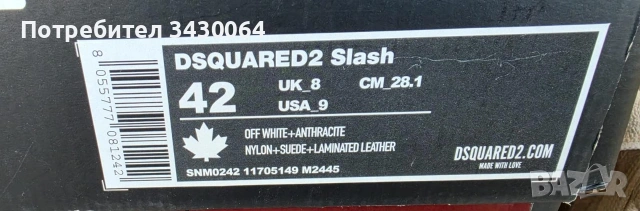 Потребител 3430064
8 055777 081242
DSQUARED2 Slash
42 UK_8 CM_28.1
USA_9
OFF WHITE+ANTHRACITE
NYLON+SUEDE+LAMINATED LEATHER
DSQUARED2.COM
MADE WITH LOVE
SNM0242 11705149 M2445
BAZAR